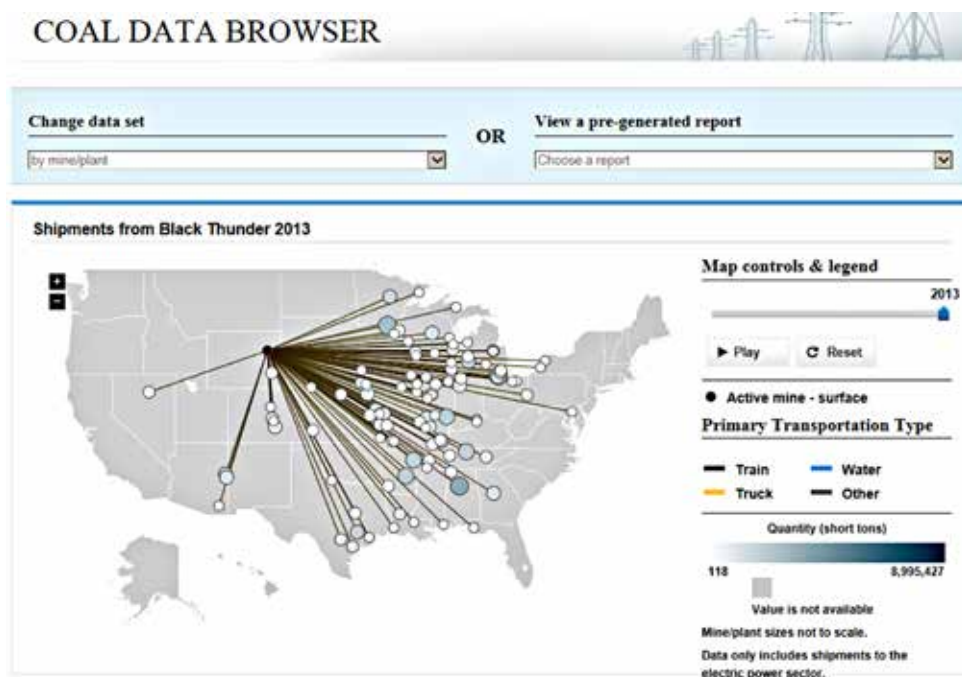 COAL DATA BROWSER
Change data set
OR
View a pre-generated report
by mine/plant
Choose a report
Shipments from Black Thunder 2013
+
−
Map controls & legend
2013
Play
Reset
Active mine - surface
Primary Transportation Type
Train
Water
Truck
Other
Quantity (short tons)
118
8,995,427
Value is not available
Mine/plant sizes not to scale.
Data only includes shipments to the
electric power sector.